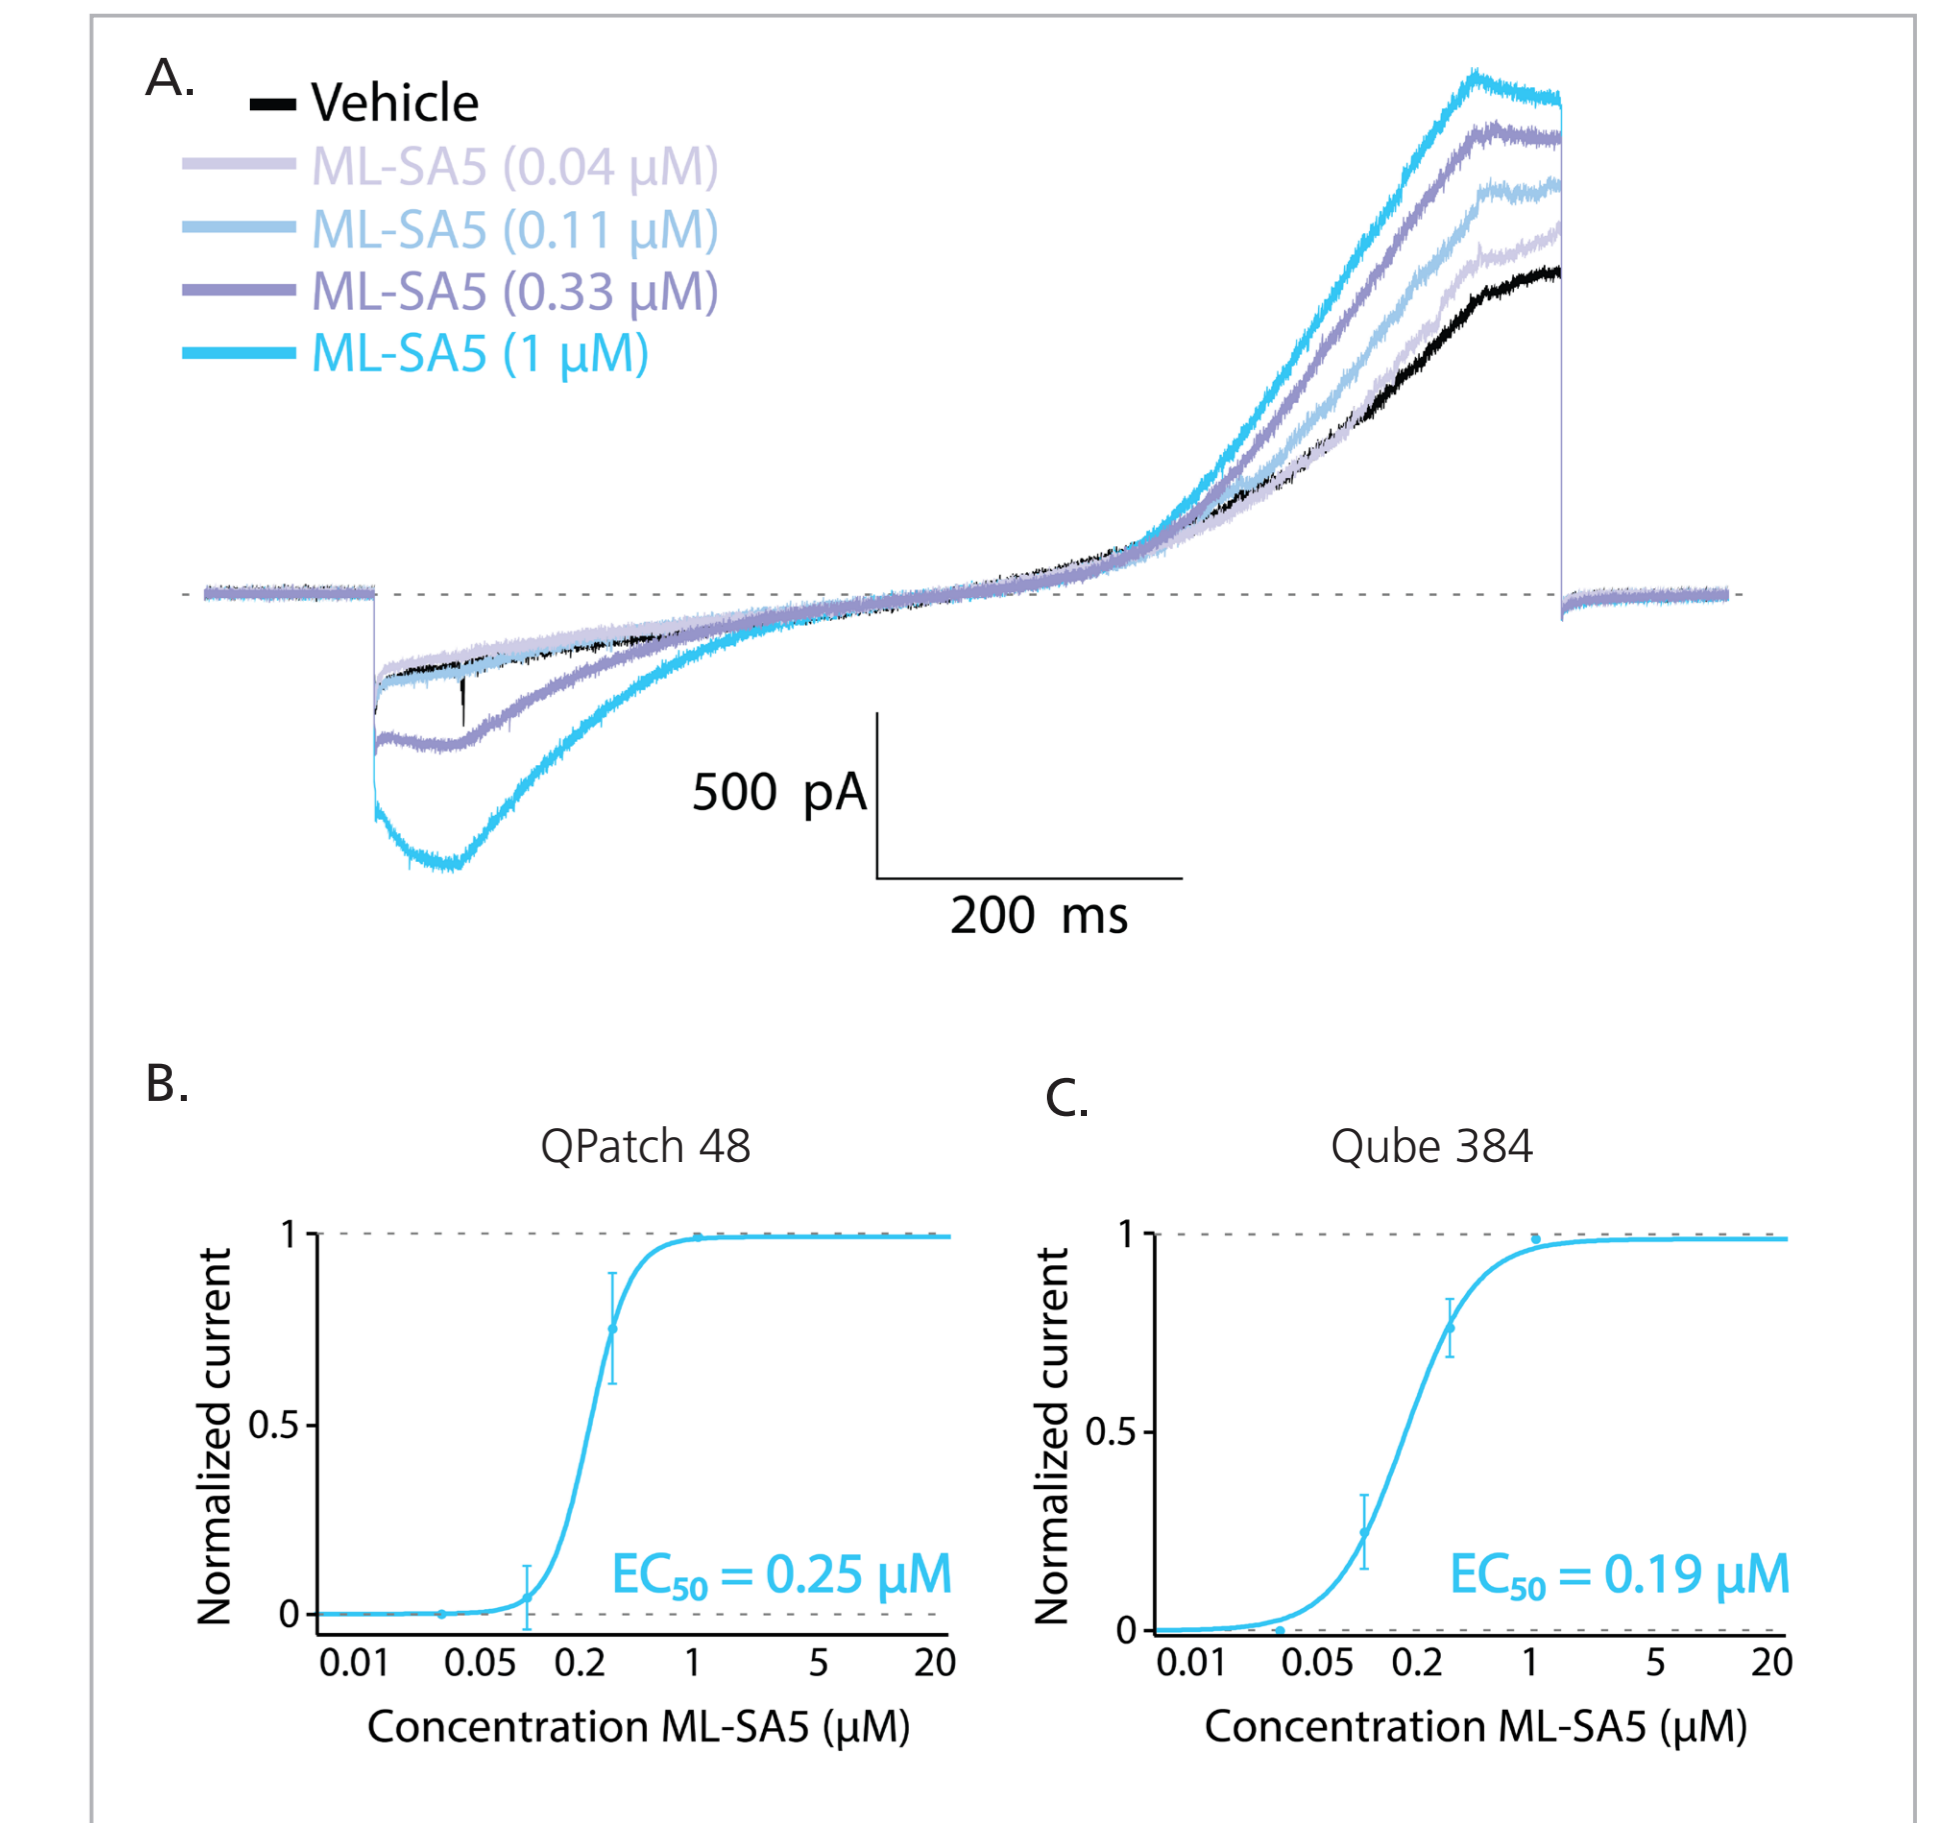 A.
Vehicle
ML-SA5 (0.04 µM)
ML-SA5 (0.11 µM)
ML-SA5 (0.33 µM)
ML-SA5 (1 µM)
500 pA
200 ms
B.
QPatch 48
Normalized current
1
0.5
0
EC50 = 0.25 µM
0.01 0.05 0.2 1 5 20
Concentration ML-SA5 (µM)
C.
Qube 384
Normalized current
1
0.5
0
EC50 = 0.19 µM
0.01 0.05 0.2 1 5 20
Concentration ML-SA5 (µM)